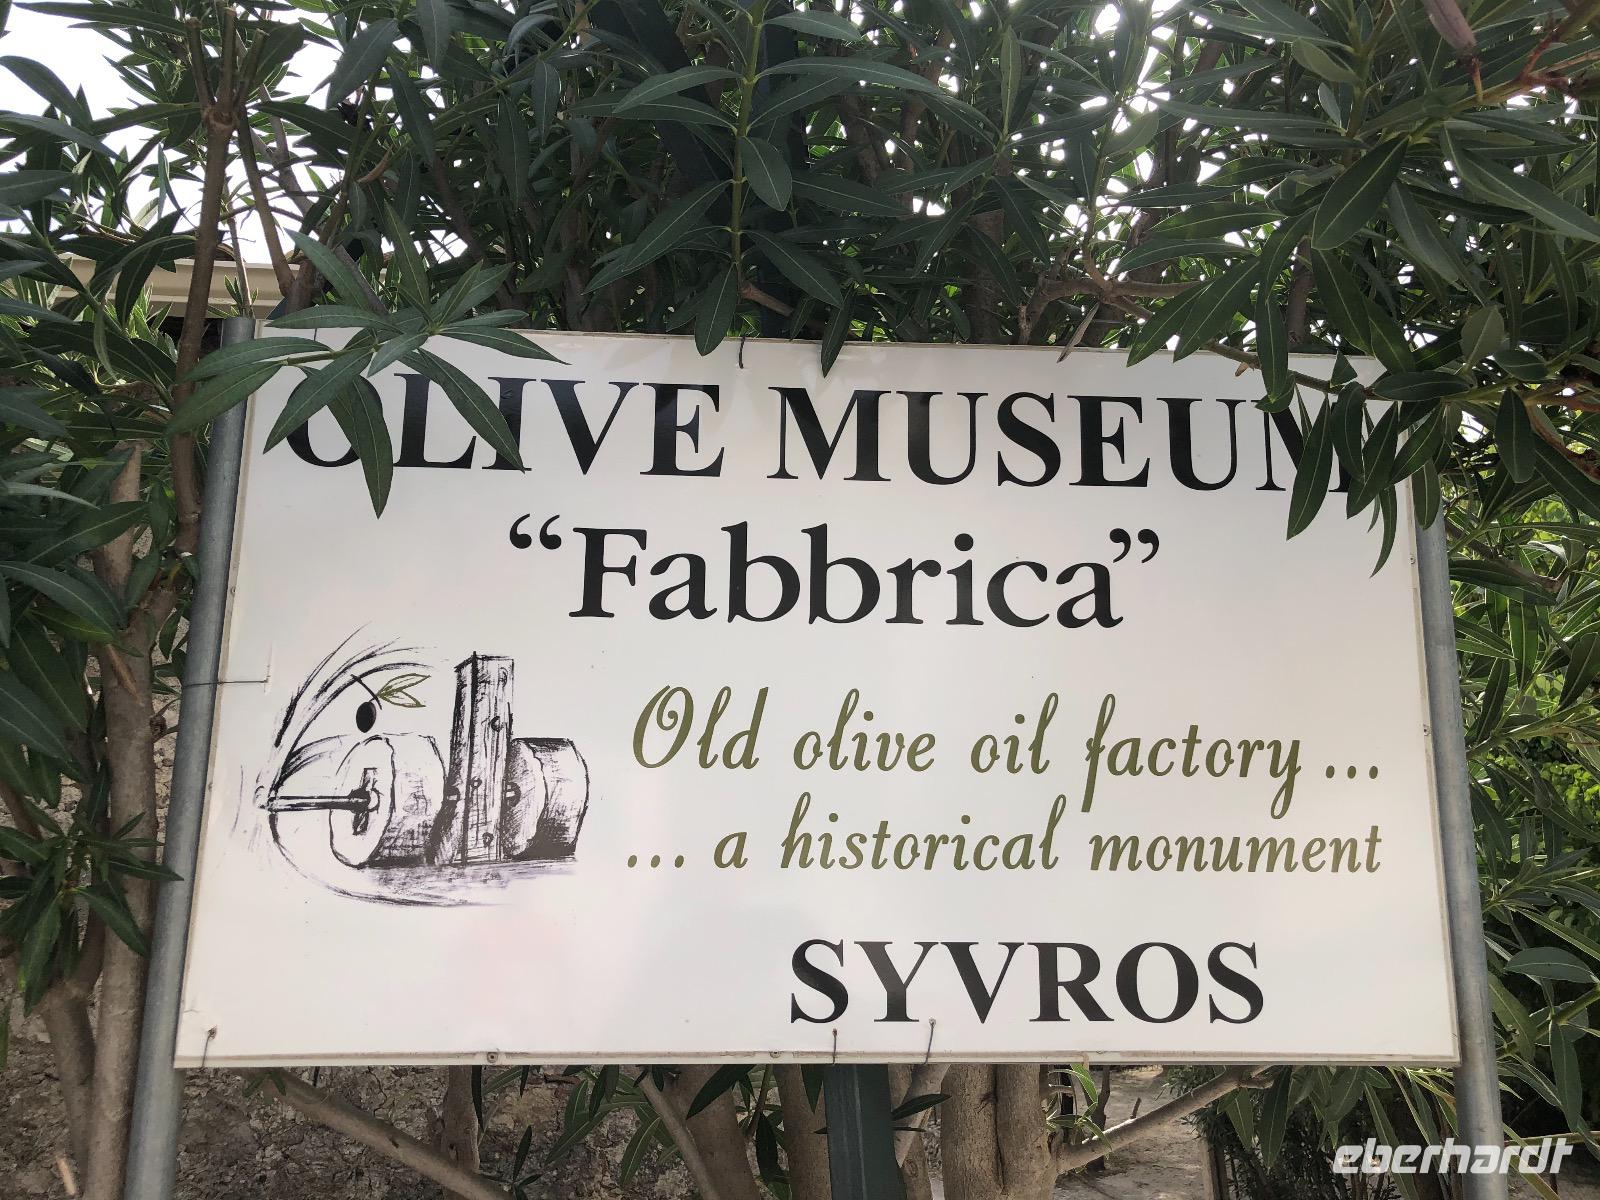 OLIVE MUSEUM
“Fabbrica”
Old olive oil factory ...
... a historical monument
SYVROS
eberhardt